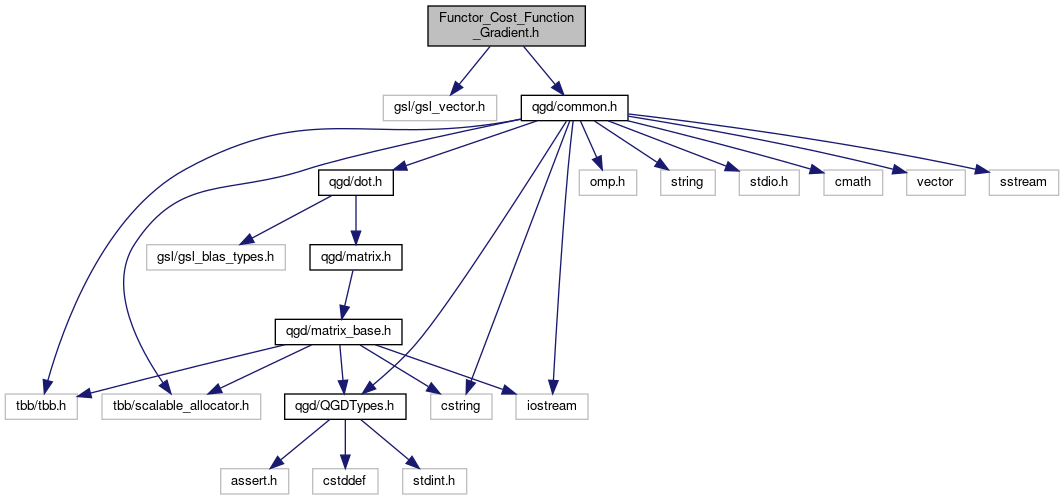 Functor_Cost_Function
_Gradient.h
gsl/gsl_vector.h
qgd/common.h
qgd/dot.h
omp.h
string
stdio.h
cmath
vector
sstream
gsl/gsl_blas_types.h
qgd/matrix.h
qgd/matrix_base.h
tbb/tbb.h
tbb/scalable_allocator.h
qgd/QGDTypes.h
cstring
iostream
assert.h
cstddef
stdint.h